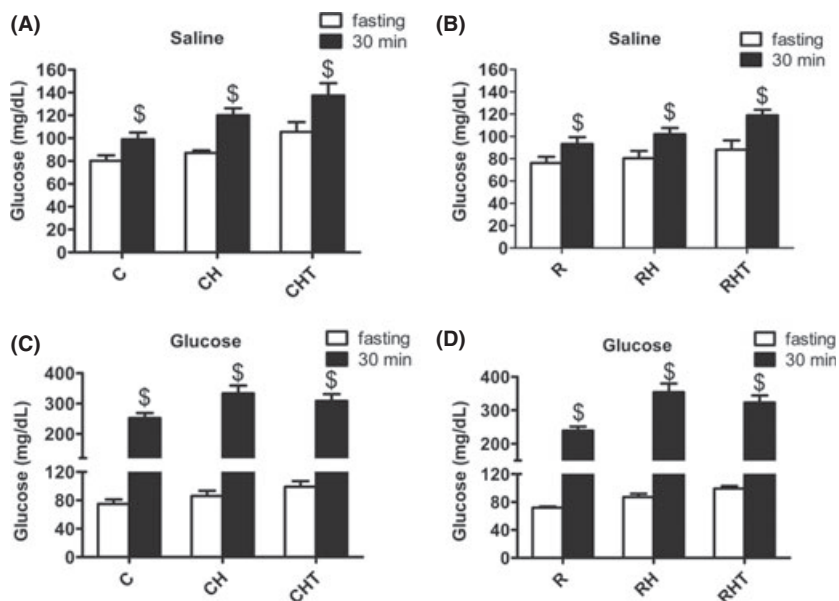 (A)
Saline
fasting
30 min
Glucose (mg/dL)
160
140
120
100
80
60
40
20
0
$
$
$
C
CH
CHT
(B)
Saline
fasting
30 min
Glucose (mg/dL)
160
140
120
100
80
60
40
20
0
$
$
$
R
RH
RHT
(C)
Glucose
fasting
30 min
Glucose (mg/dL)
400
300
200
120
80
40
0
$
$
$
C
CH
CHT
(D)
Glucose
fasting
30 min
Glucose (mg/dL)
400
300
200
120
80
40
0
$
$
$
R
RH
RHT